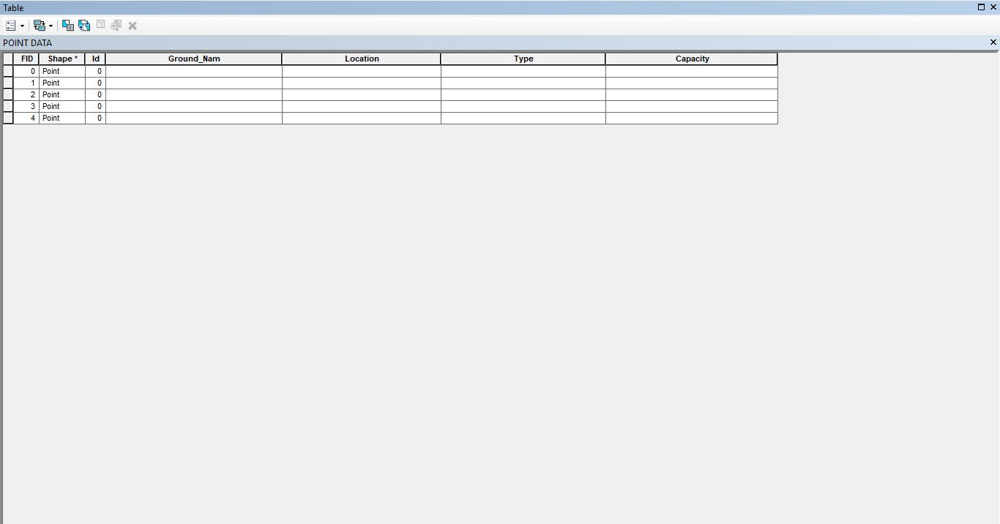 Table
POINT DATA
FID Shape * Id Ground_Nam Location Type Capacity
0 Point 0
1 Point 0
2 Point 0
3 Point 0
4 Point 0